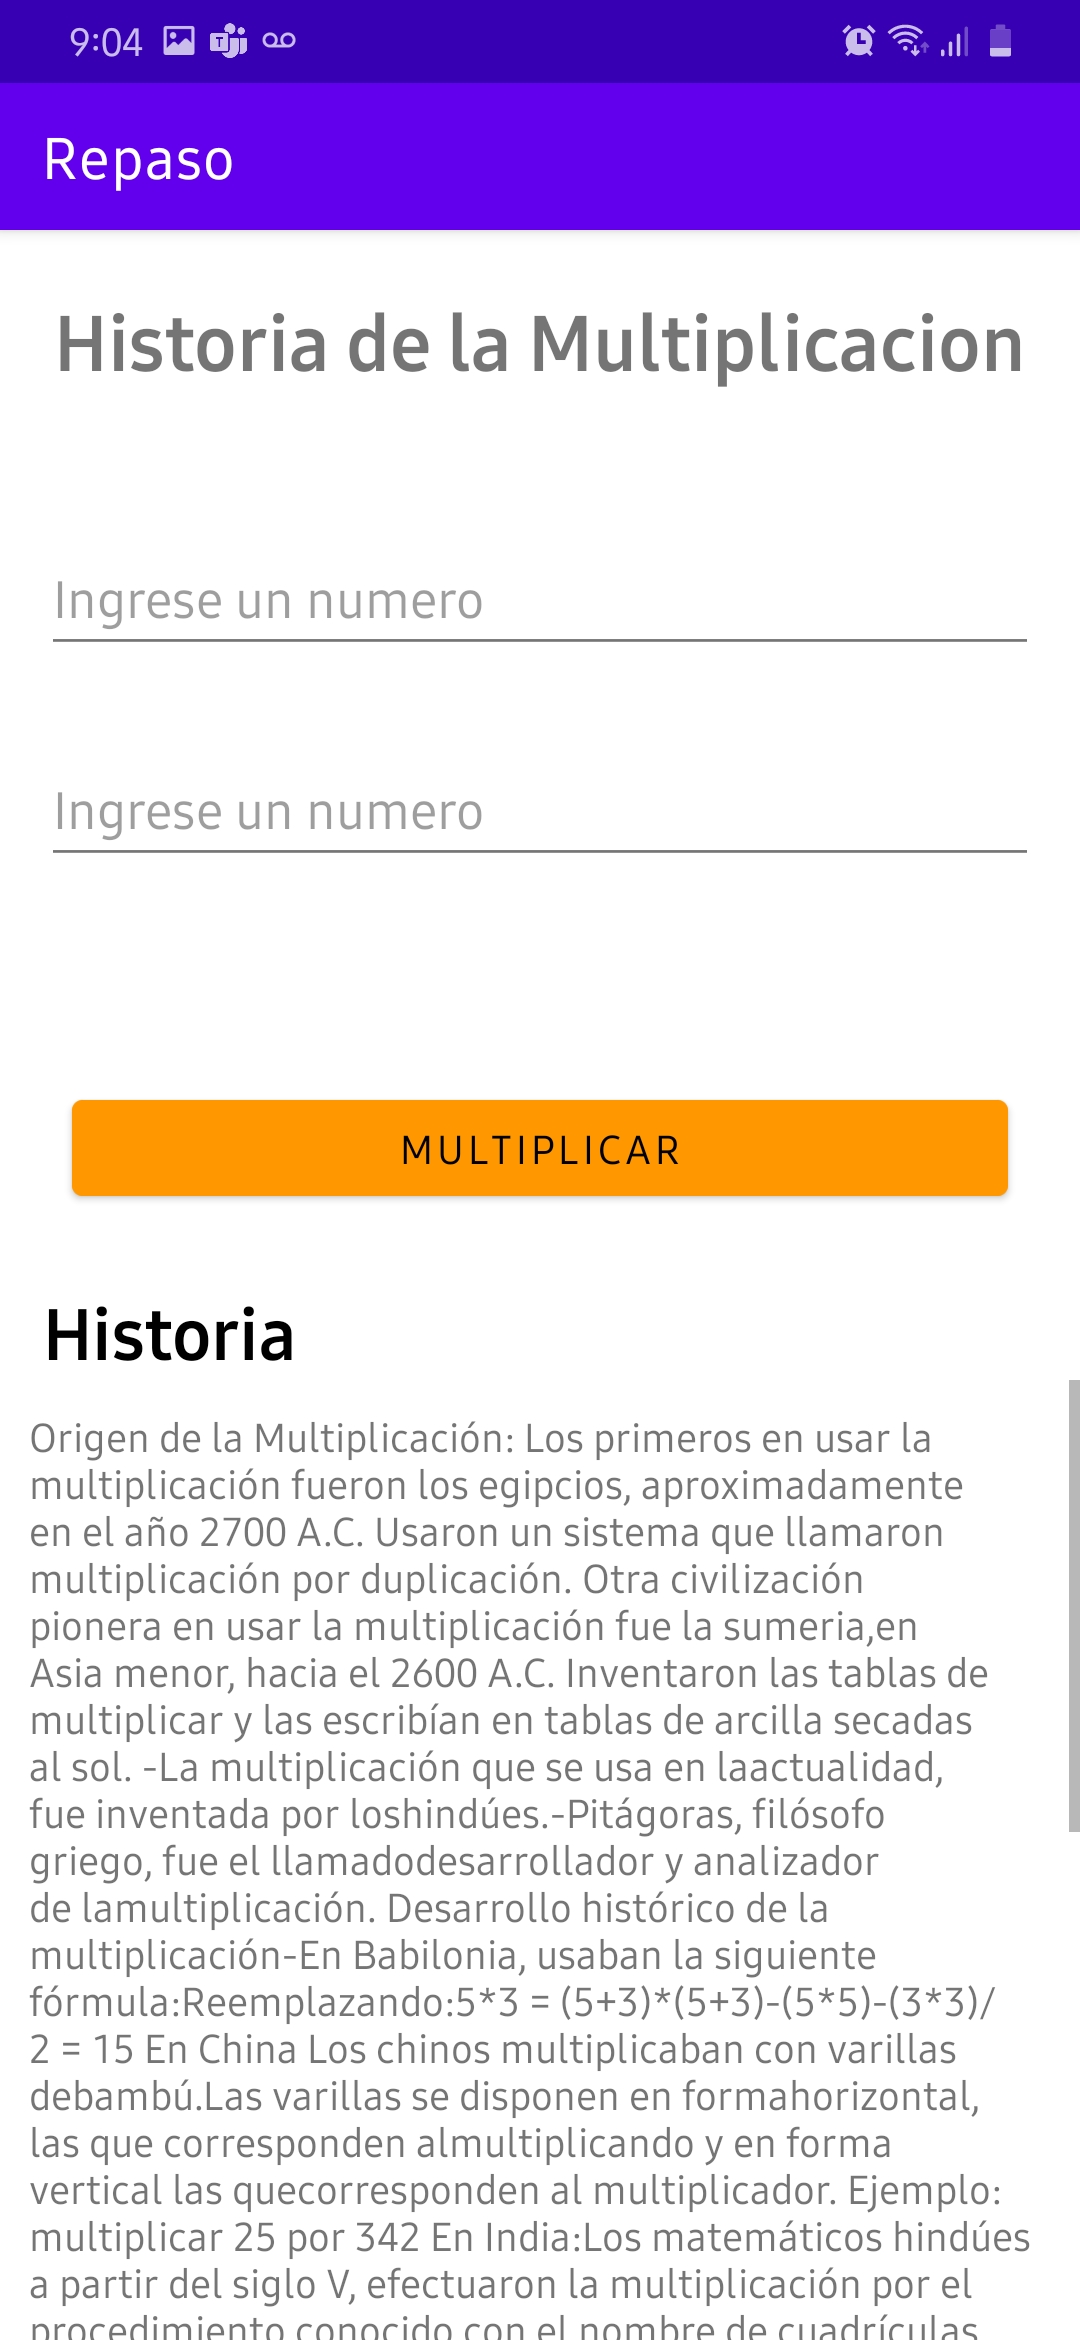 9:04
Repaso
Historia de la Multiplicacion
Ingrese un numero
Ingrese un numero
MULTIPLICAR
Historia
Origen de la Multiplicación: Los primeros en usar la
multiplicación fueron los egipcios, aproximadamente
en el año 2700 A.C. Usaron un sistema que llamaron
multiplicación por duplicación. Otra civilización
pionera en usar la multiplicación fue la sumeria,en
Asia menor, hacia el 2600 A.C. Inventaron las tablas de
multiplicar y las escribían en tablas de arcilla secadas
al sol. -La multiplicación que se usa en laactualidad,
fue inventada por loshindúes.-Pitágoras, filósofo
griego, fue el llamadodesarrollador y analizador
de lamultiplicación. Desarrollo histórico de la
multiplicación-En Babilonia, usaban la siguiente
fórmula:Reemplazando:5*3 = (5+3)*(5+3)-(5*5)-(3*3)/
2 = 15 En China Los chinos multiplicaban con varillas
debambú.Las varillas se disponen en formahorizontal,
las que corresponden almultiplicando y en forma
vertical las quecorresponden al multiplicador. Ejemplo:
multiplicar 25 por 342 En India:Los matemáticos hindúes
a partir del siglo V, efectuaron la multiplicación por el
procedimiento conocido con el nombre de cuadrículas